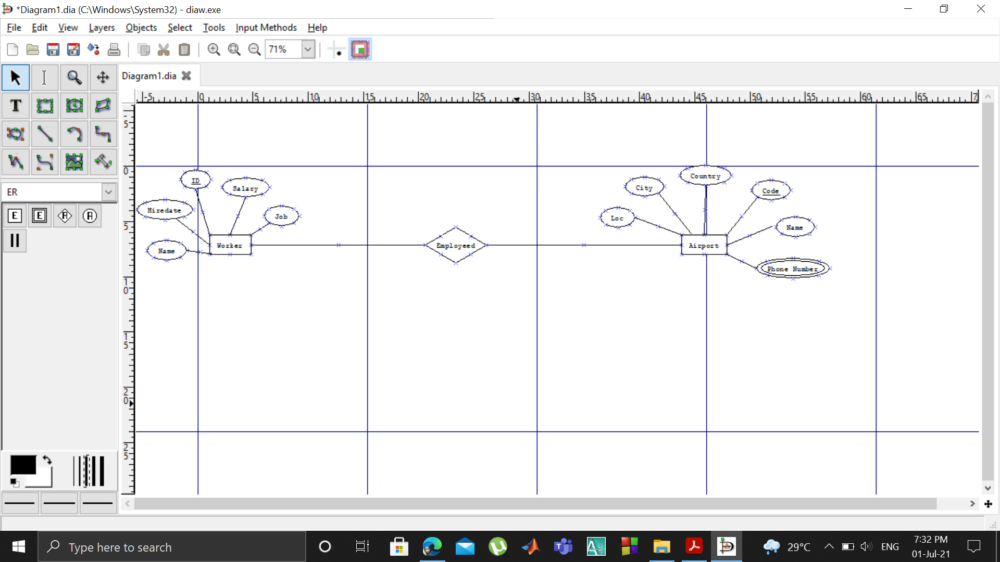 *Diagram1.dia (C:\Windows\System32) - diaw.exe
File Edit View Layers Objects Select Tools Input Methods Help
71%
T
Diagram1.dia
-5 0 5 10 15 20 25 30 35 40 45 50 55 60 65 7
-5
0
5
10
15
20
25
ER
E E R A
ID
Salary
Hiredate
Job
Name
Worker
Employeed
Country
City
Code
Loc
Name
Airport
Phone Number
Type here to search
29°C
ENG
7:32 PM
01-Jul-21